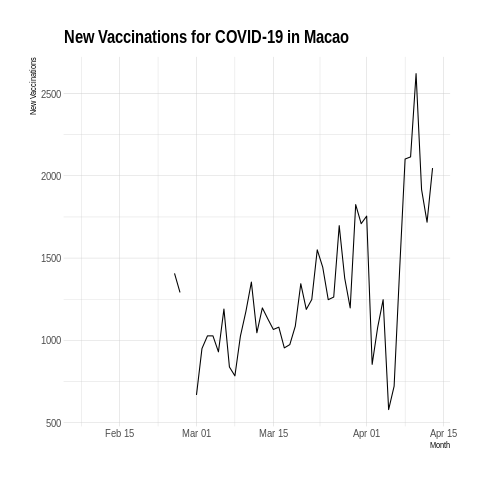 New Vaccinations for COVID-19 in Macao
New Vaccinations
2500
2000
1500
1000
500
Feb 15 Mar 01 Mar 15 Apr 01 Apr 15
Month